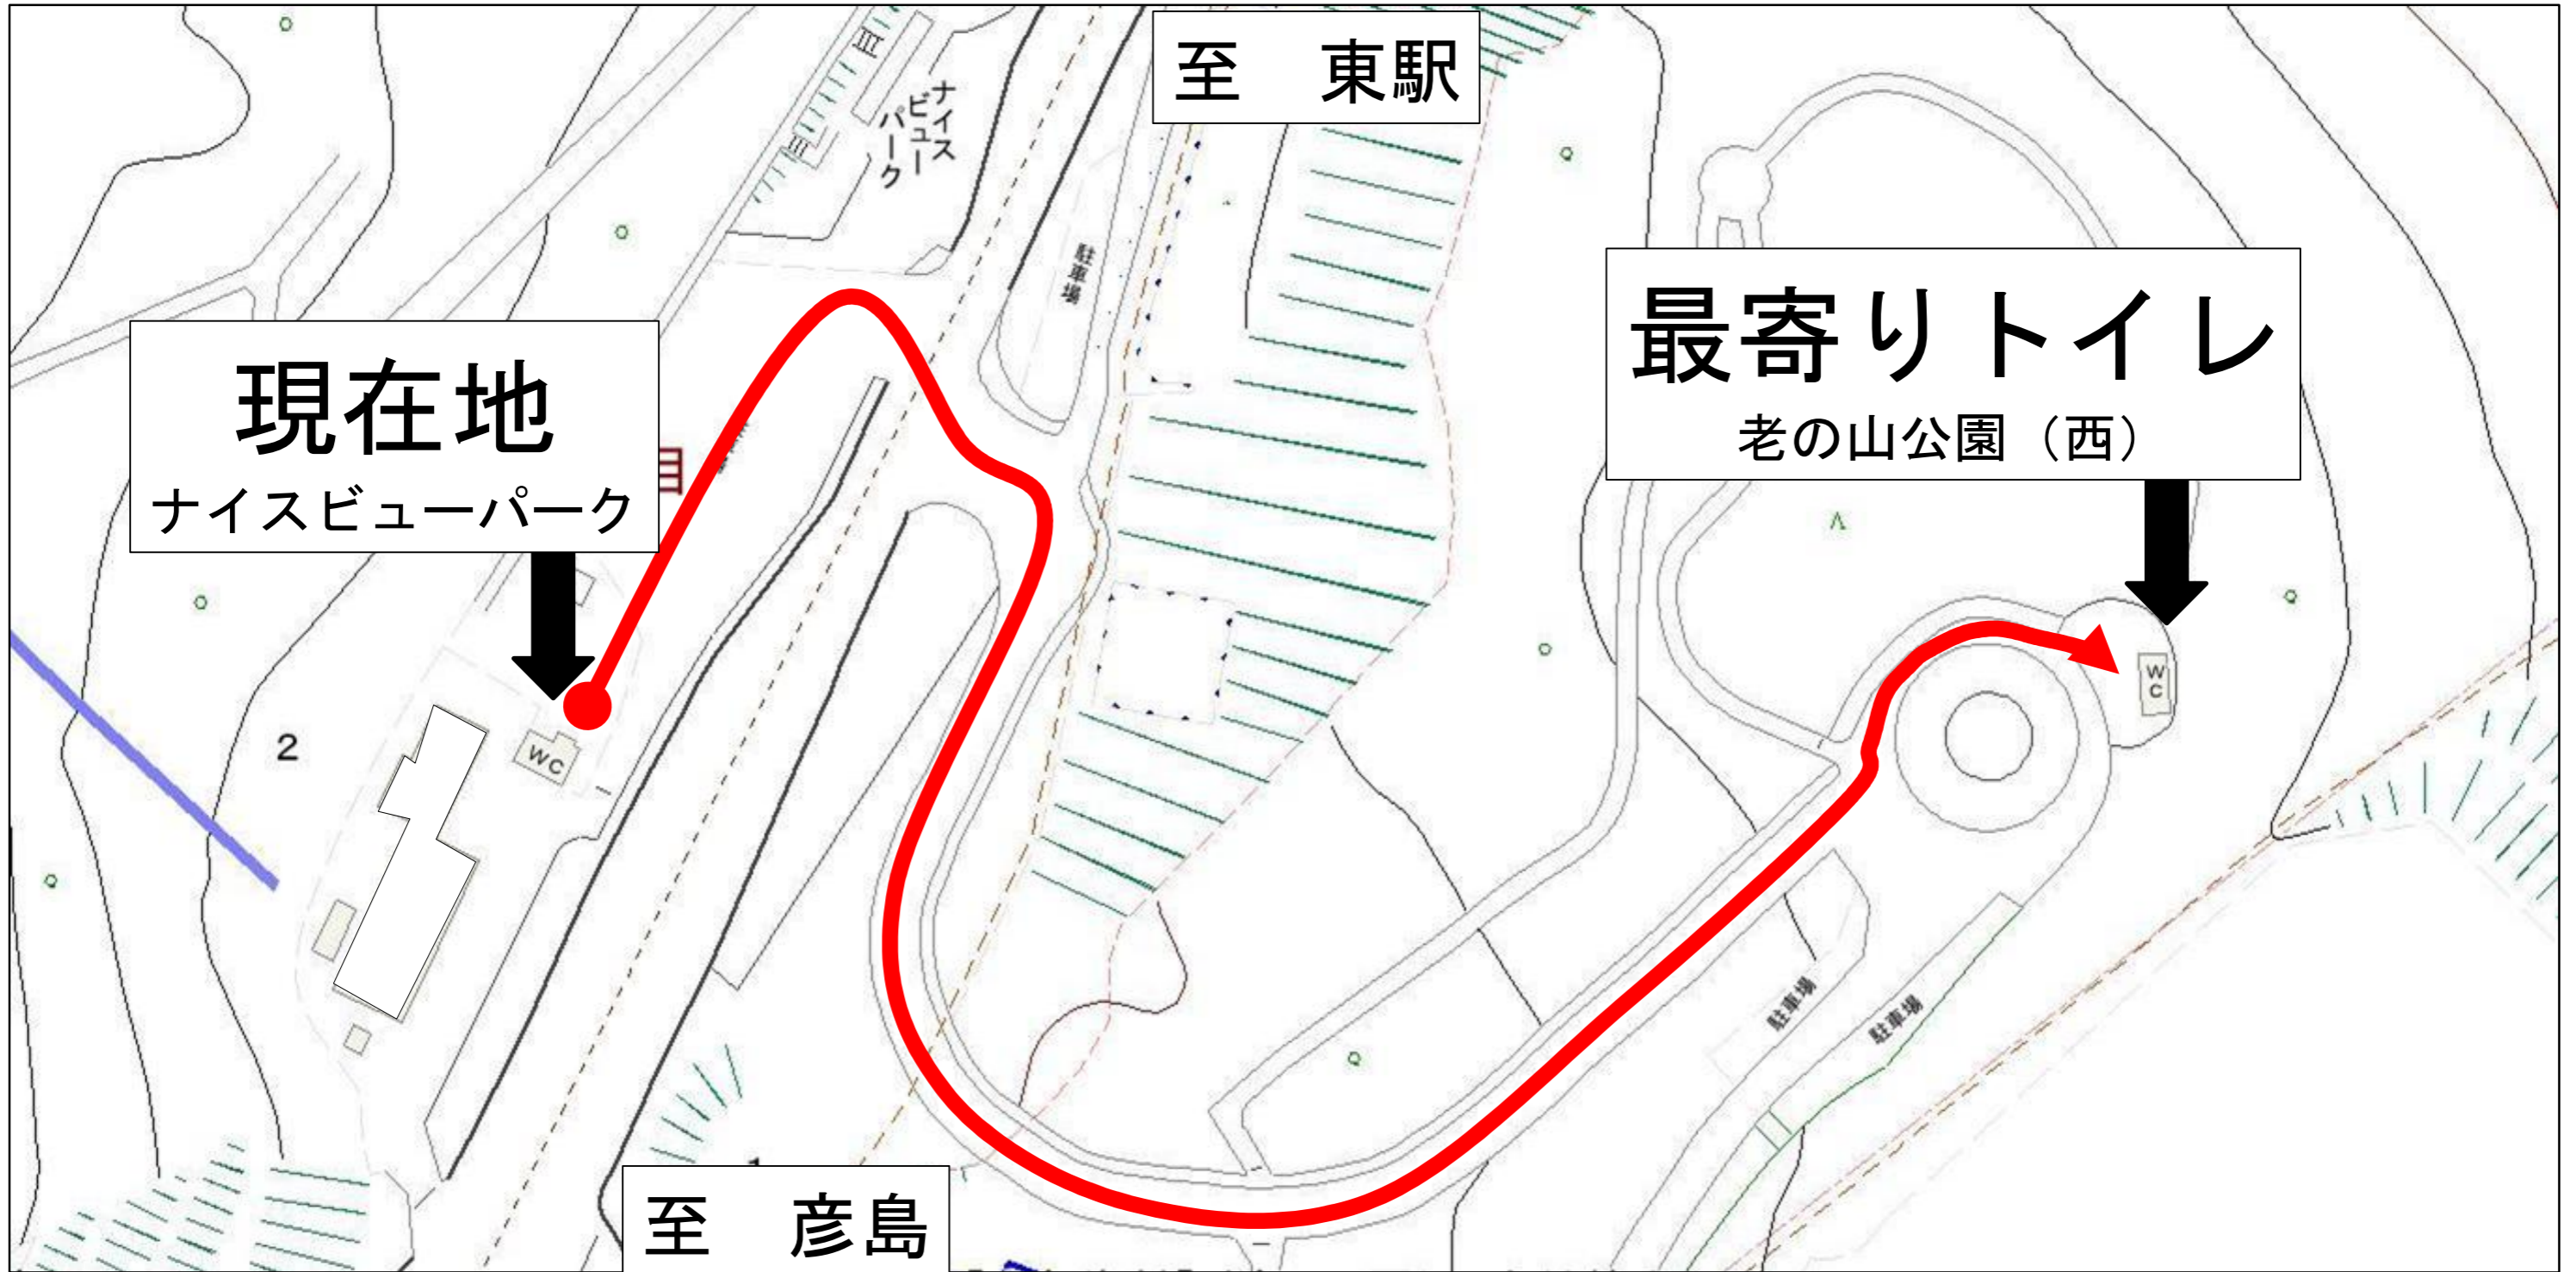 至　東駅
ナイス
ビュー
パーク
駐車場
最寄りトイレ
老の山公園（西）
現在地
ナイスビューパーク
目
WC
WC
2
駐車場
駐車場
至　彦島